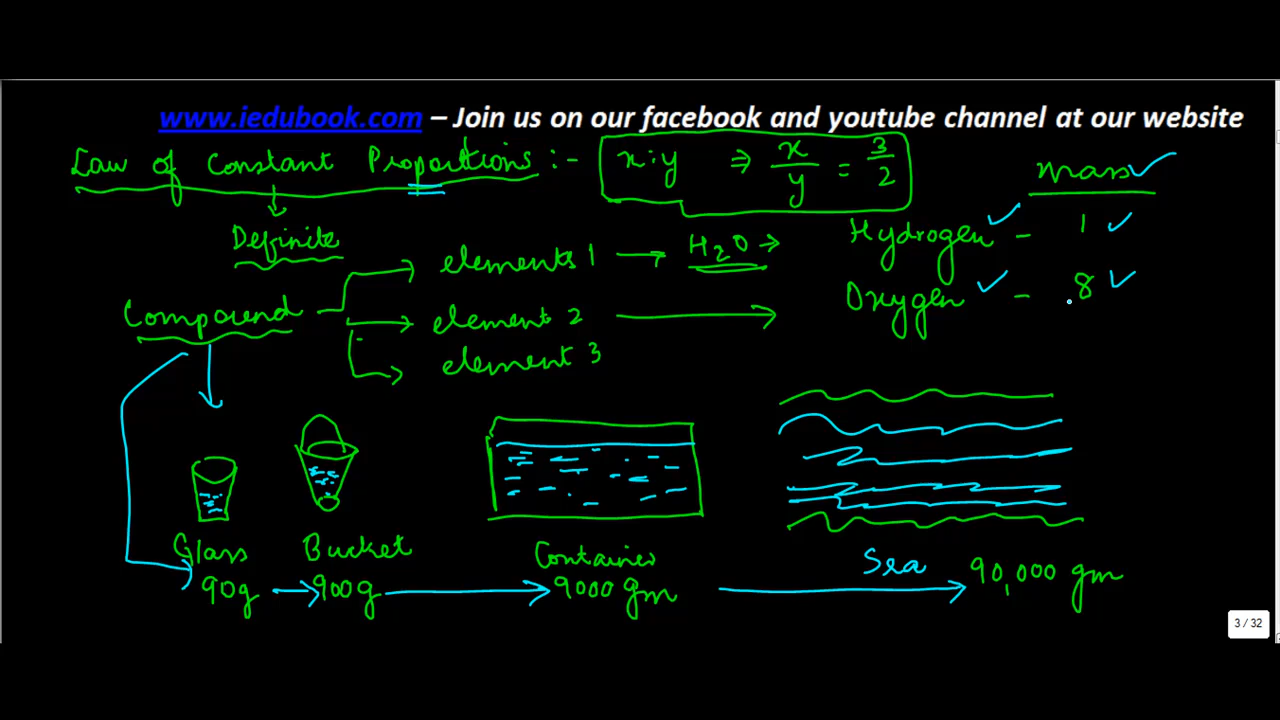 www.iedubook.com – Join us on our facebook and youtube channel at our website
Law of Constant Proportions :- x:y ⇒ x/y = 3/2
Mass
Definite
elements 1 → H2O → Hydrogen - 1
Compound → element 2 → Oxygen - 8
element 3
Glass Bucket Container Sea
90g → 900g → 9000 gm → 90,000 gm
3 / 32